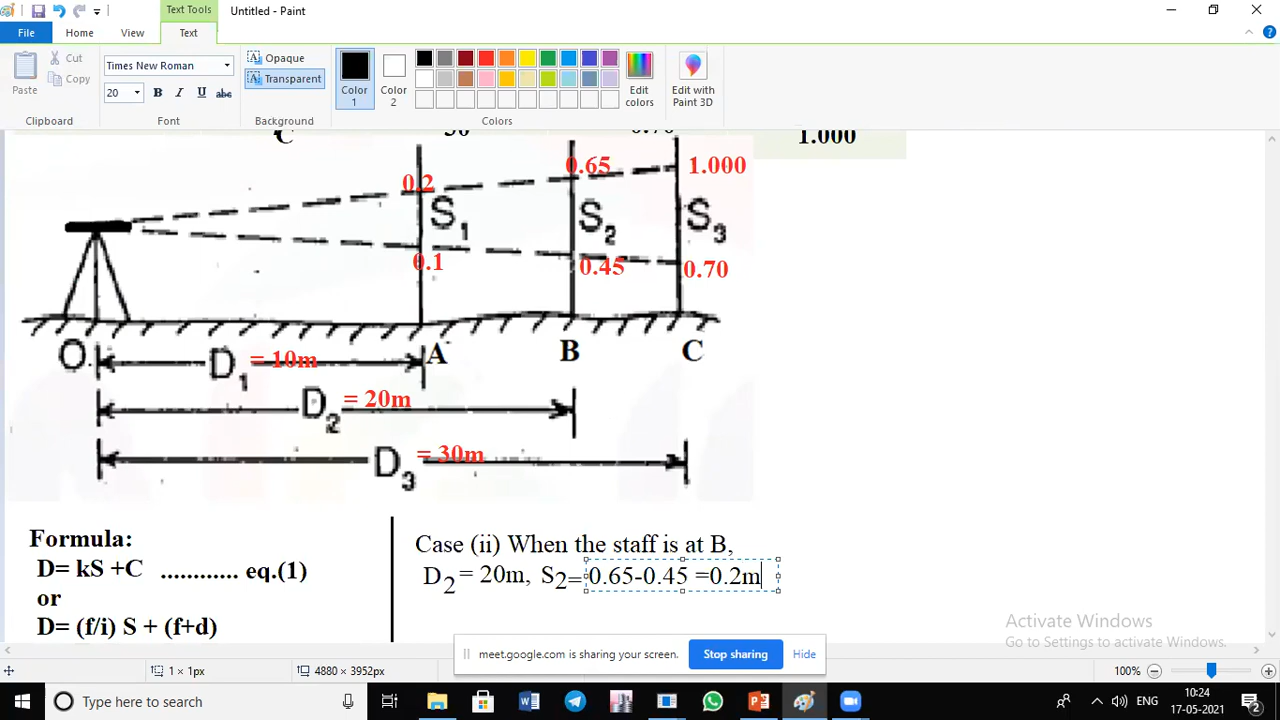 Text Tools
Untitled - Paint
File Home View Text
Paste
Cut
Copy
Clipboard
Times New Roman
20 B I U abc
Font
Opaque
Transparent
Background
Color 1
Color 2
Edit colors
Edit with Paint 3D
Colors
C 30 0.70 1.000
0.2 0.65 1.000
S1 S2 S3
0.1 0.45 0.70
O. A B C
D1 = 10m
D2 = 20m
D3 = 30m
Formula:
D= kS +C ............ eq.(1)
or
D= (f/i) S + (f+d)
Case (ii) When the staff is at B,
D2 = 20m, S2= 0.65-0.45 =0.2m
Activate Windows
Go to Settings to activate Windows.
meet.google.com is sharing your screen. Stop sharing Hide
1 × 1px 4880 × 3952px 100%
Type here to search
ENG
10:24
17-05-2021
2